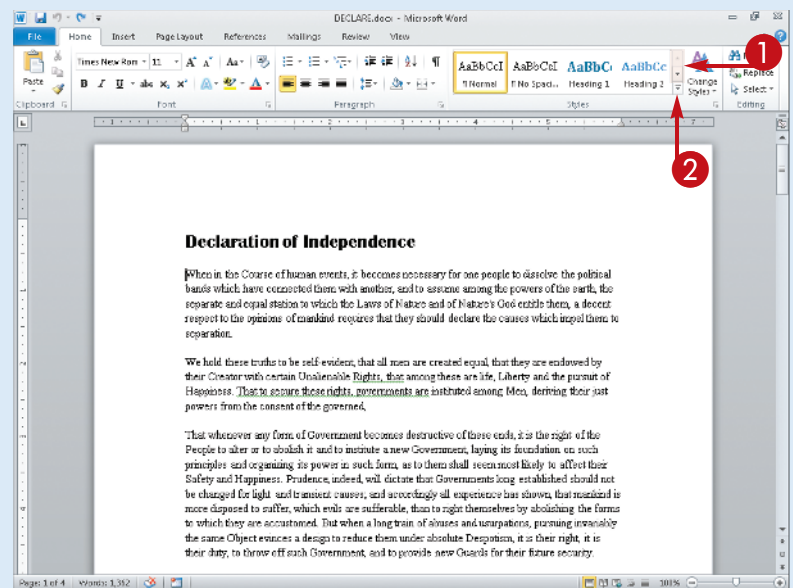 DECLARE.docx - Microsoft Word
File Home Insert Page Layout References Mailings Review View
Times New Rom 11 A A Aa
Paste
B I U abc x₂ x² A A
AaBbCcI AaBbCcI AaBbC AaBbCc
¶ Normal ¶ No Spaci... Heading 1 Heading 2
Change Styles
Replace
Select
Clipboard Font Paragraph Styles Editing
1
2
Declaration of Independence
When in the Course of human events, it becomes necessary for one people to dissolve the political
bands which have connected them with another, and to assume among the powers of the earth, the
separate and equal station to which the Laws of Nature and of Nature's God entitle them, a decent
respect to the opinions of mankind requires that they should declare the causes which impel them to
separation.
We hold these truths to be self-evident, that all men are created equal, that they are endowed by
their Creator with certain Unalienable Rights, that among these are life, Liberty and the pursuit of
Happiness. That to secure these rights, governments are instituted among Men, deriving their just
powers from the consent of the governed,
That whenever any form of Government becomes destructive of these ends, it is the right of the
People to alter or to abolish it and to institute a new Government, laying its foundation on such
principles and organizing its power in such form, as to them shall seem most likely to affect their
Safety and Happiness. Prudence, indeed, will dictate that Governments long established should not
be changed for light and transient causes; and accordingly all experience has shown, that mankind is
more disposed to suffer, which evils are sufferable, than to right themselves by abolishing the forms
to which they are accustomed. But when a long train of abuses and usurpations, pursuing invariably
the same Object evinces a design to reduce them under absolute Despotism, it is their right, it is
their duty, to throw off such Government, and to provide new Guards for their future security.
Page: 1 of 4 Words: 1,352 100%